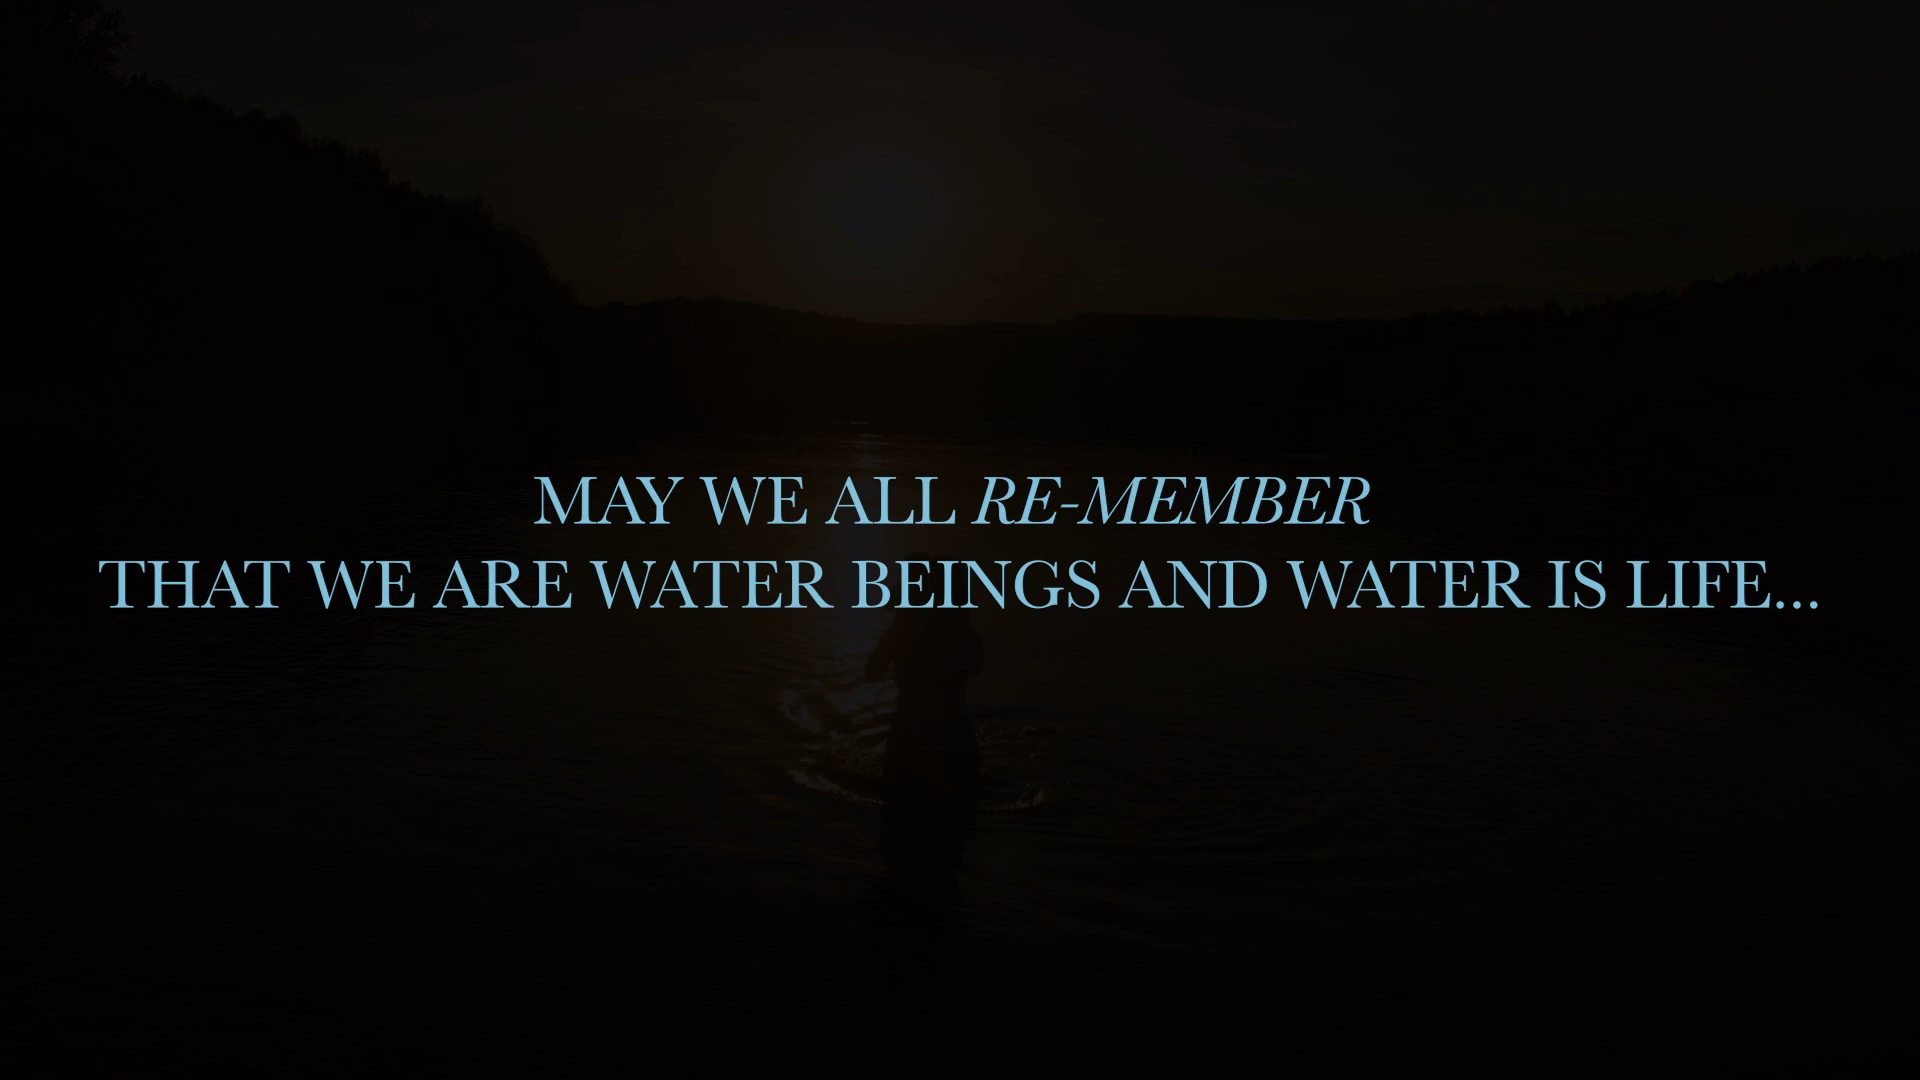 MAY WE ALL RE-MEMBER
THAT WE ARE WATER BEINGS AND WATER IS LIFE...